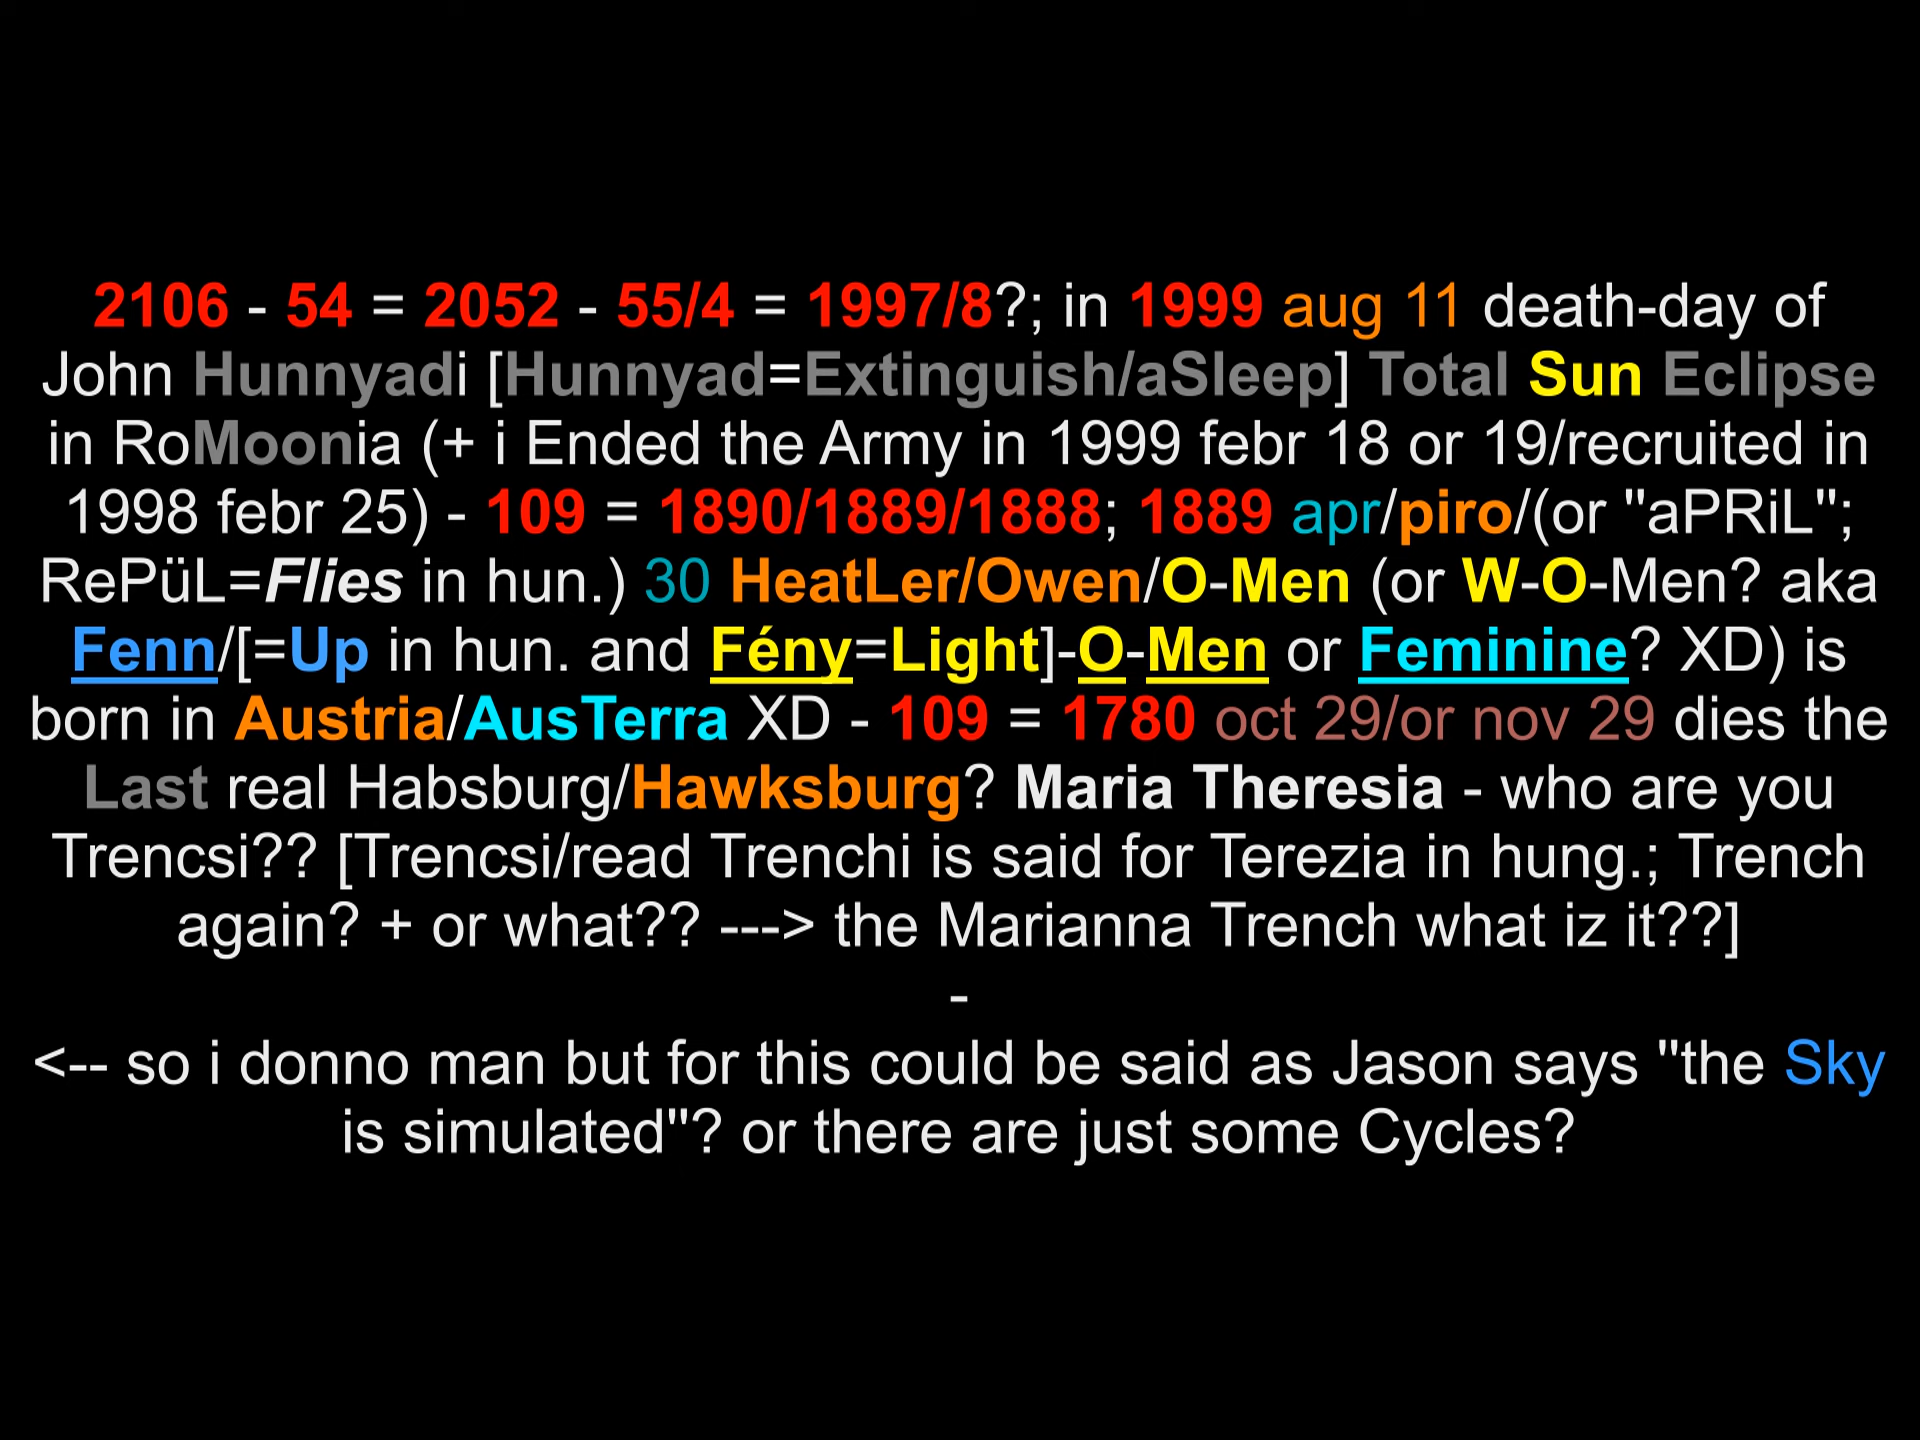 2106 - 54 = 2052 - 55/4 = 1997/8?; in 1999 aug 11 death-day of
John Hunnyadi [Hunnyad=Extinguish/aSleep] Total Sun Eclipse
in RoMoonia (+ i Ended the Army in 1999 febr 18 or 19/recruited in
1998 febr 25) - 109 = 1890/1889/1888; 1889 apr/piro/(or "aPRiL";
RePüL=Flies in hun.) 30 HeatLer/Owen/O-Men (or W-O-Men? aka
Fenn/[=Up in hun. and Fény=Light]-O-Men or Feminine? XD) is
born in Austria/AusTerra XD - 109 = 1780 oct 29/or nov 29 dies the
Last real Habsburg/Hawksburg? Maria Theresia - who are you
Trencsi?? [Trencsi/read Trenchi is said for Terezia in hung.; Trench
again? + or what?? ---> the Marianna Trench what iz it??]
-
<-- so i donno man but for this could be said as Jason says "the Sky
is simulated"? or there are just some Cycles?